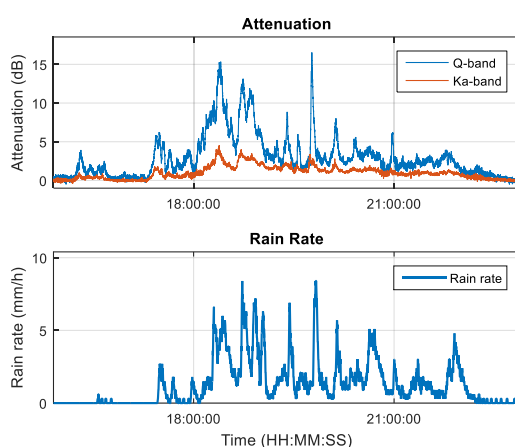 Attenuation
Attenuation (dB)
15
10
5
0
Q-band
Ka-band
18:00:00
21:00:00
Rain Rate
Rain rate (mm/h)
10
5
0
Rain rate
18:00:00
21:00:00
Time (HH:MM:SS)